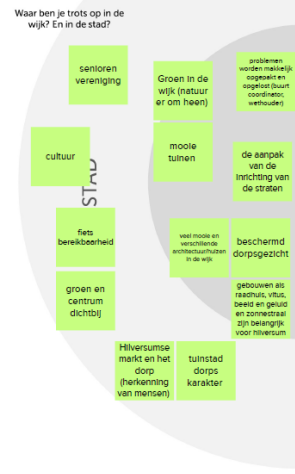 Waar ben je trots op in de
wijk? En in de stad?
senioren
vereniging
Groen in de
wijk (natuur
er om heen)
problemen
worden makkelijk
opgepakt en
opgelost (buurt
coordinator,
wethouder)
cultuur
mooie
tuinen
de aanpak
van de
inrichting van
de straten
STAD
fiets
bereikbaarheid
veel mooie en
verschillende
architectuur/huizen
in de wijk
beschermd
dorpsgezicht
groen en
centrum
dichtbij
gebouwen als
raadhuis, vitus,
beeld en geluid
en zonnestraal
zijn belangrijk
voor hilversum
Hilversumse
markt en het
dorp
(herkenning
van mensen)
tuinstad
dorps
karakter